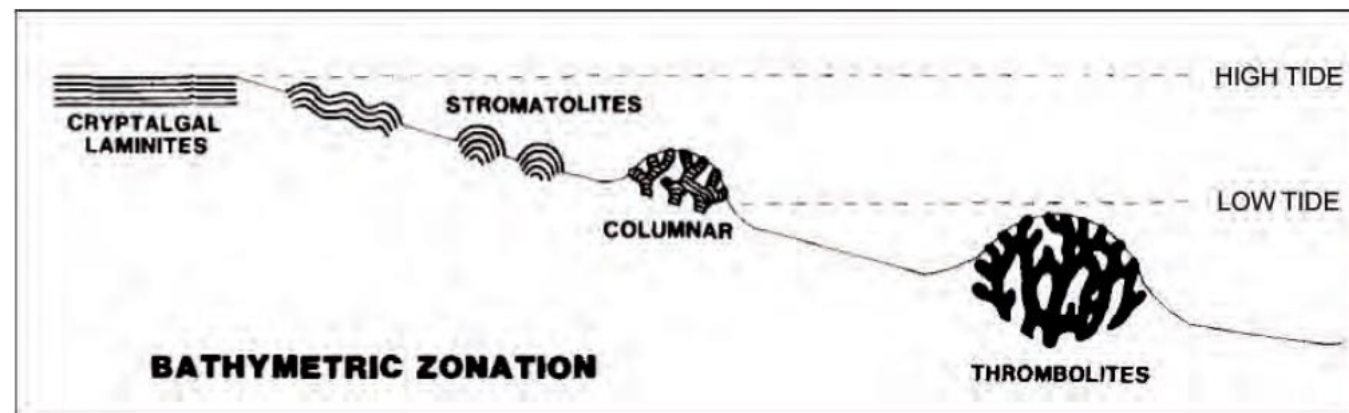 HIGH TIDE
STROMATOLITES
CRYPTALGAL
LAMINITES
LOW TIDE
COLUMNAR
BATHYMETRIC ZONATION
THROMBOLITES